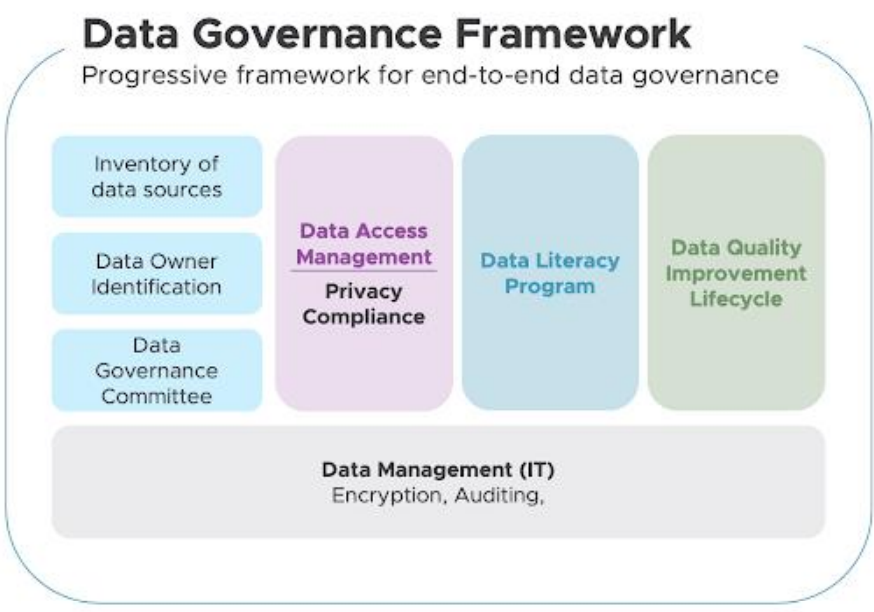 Data Governance Framework
Progressive framework for end-to-end data governance
Inventory of
data sources
Data Owner
Identification
Data
Governance
Committee
Data Access
Management
Privacy
Compliance
Data Literacy
Program
Data Quality
Improvement
Lifecycle
Data Management (IT)
Encryption, Auditing,